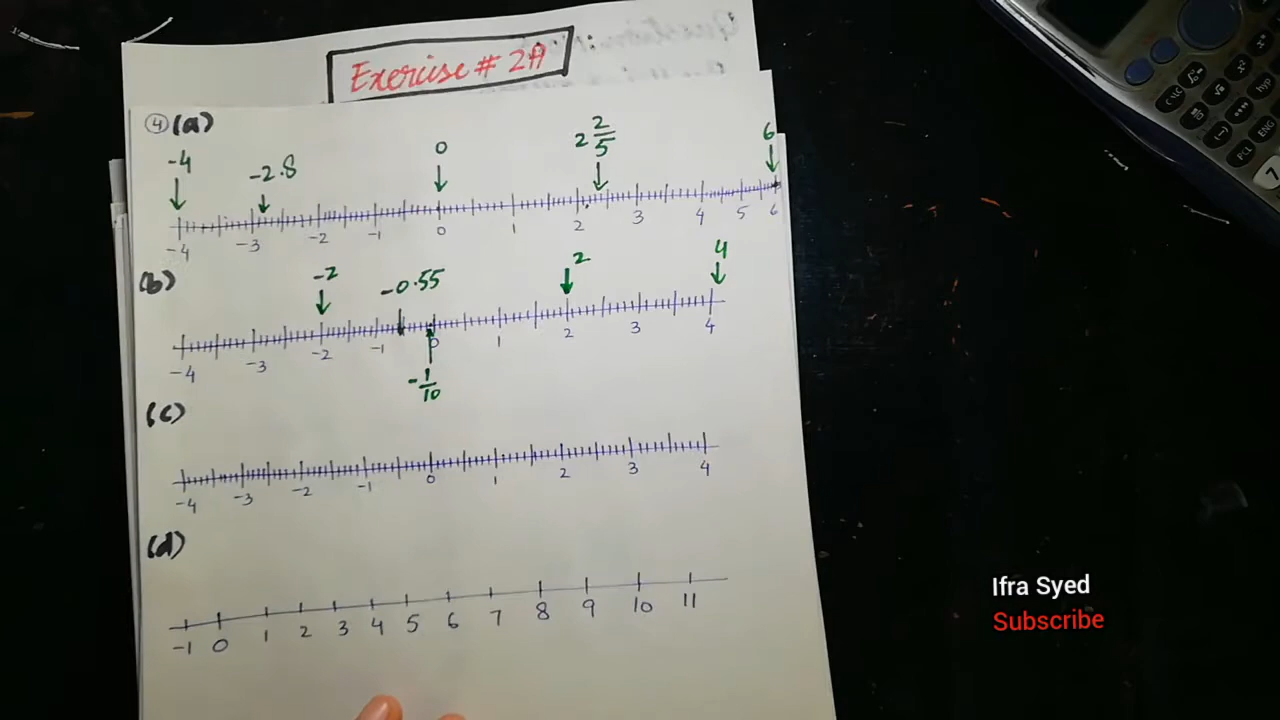 Exercise # 2A :
④ (a)
-4 -2.8 0 2 2/5 6
-4 -3 -2 -1 0 1 2 3 4 5 6
(b)
-2 -0.55 2 4
-4 -3 -2 -1 0 1 2 3 4
-1/10
(c)
-4 -3 -2 -1 0 1 2 3 4
(d)
-1 0 1 2 3 4 5 6 7 8 9 10 11
Ifra Syed
Subscribe